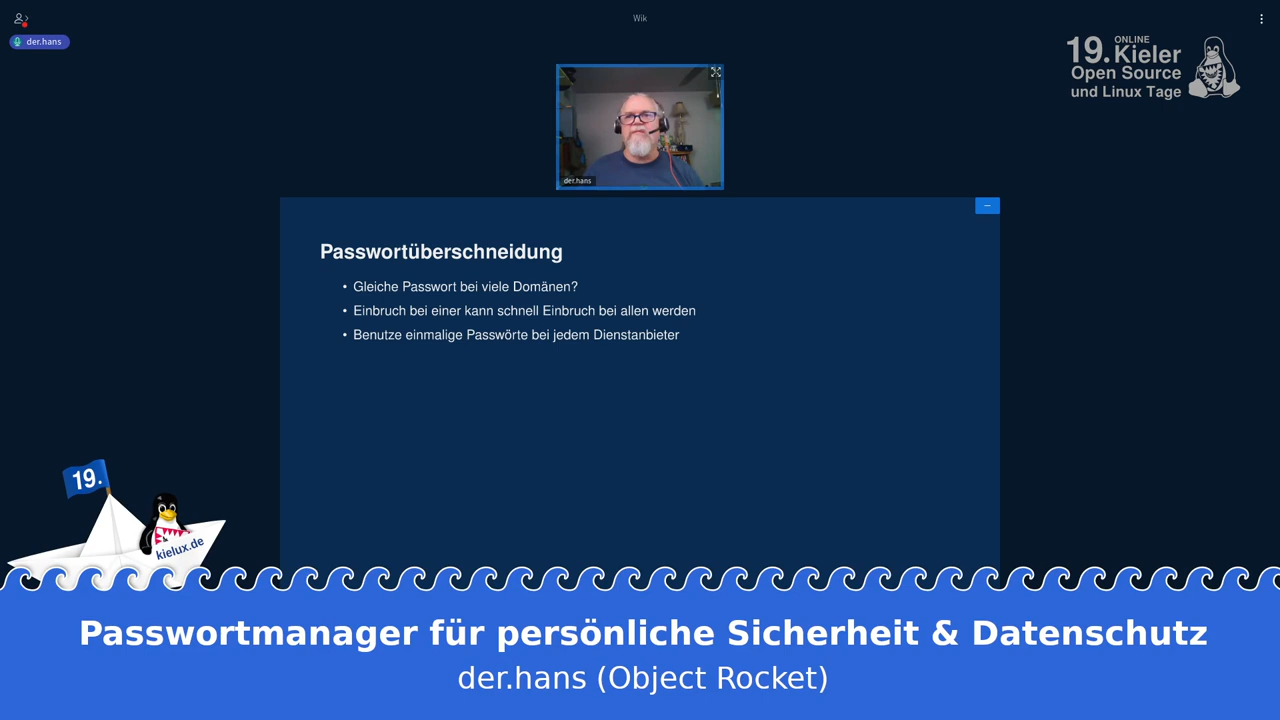 Wik
der.hans
ONLINE
19. Kieler
Open Source
und Linux Tage
der.hans
Passwortüberschneidung
• Gleiche Passwort bei viele Domänen?
• Einbruch bei einer kann schnell Einbruch bei allen werden
• Benutze einmalige Passwörte bei jedem Dienstanbieter
19.
kielux.de
Passwortmanager für persönliche Sicherheit & Datenschutz
der.hans (Object Rocket)